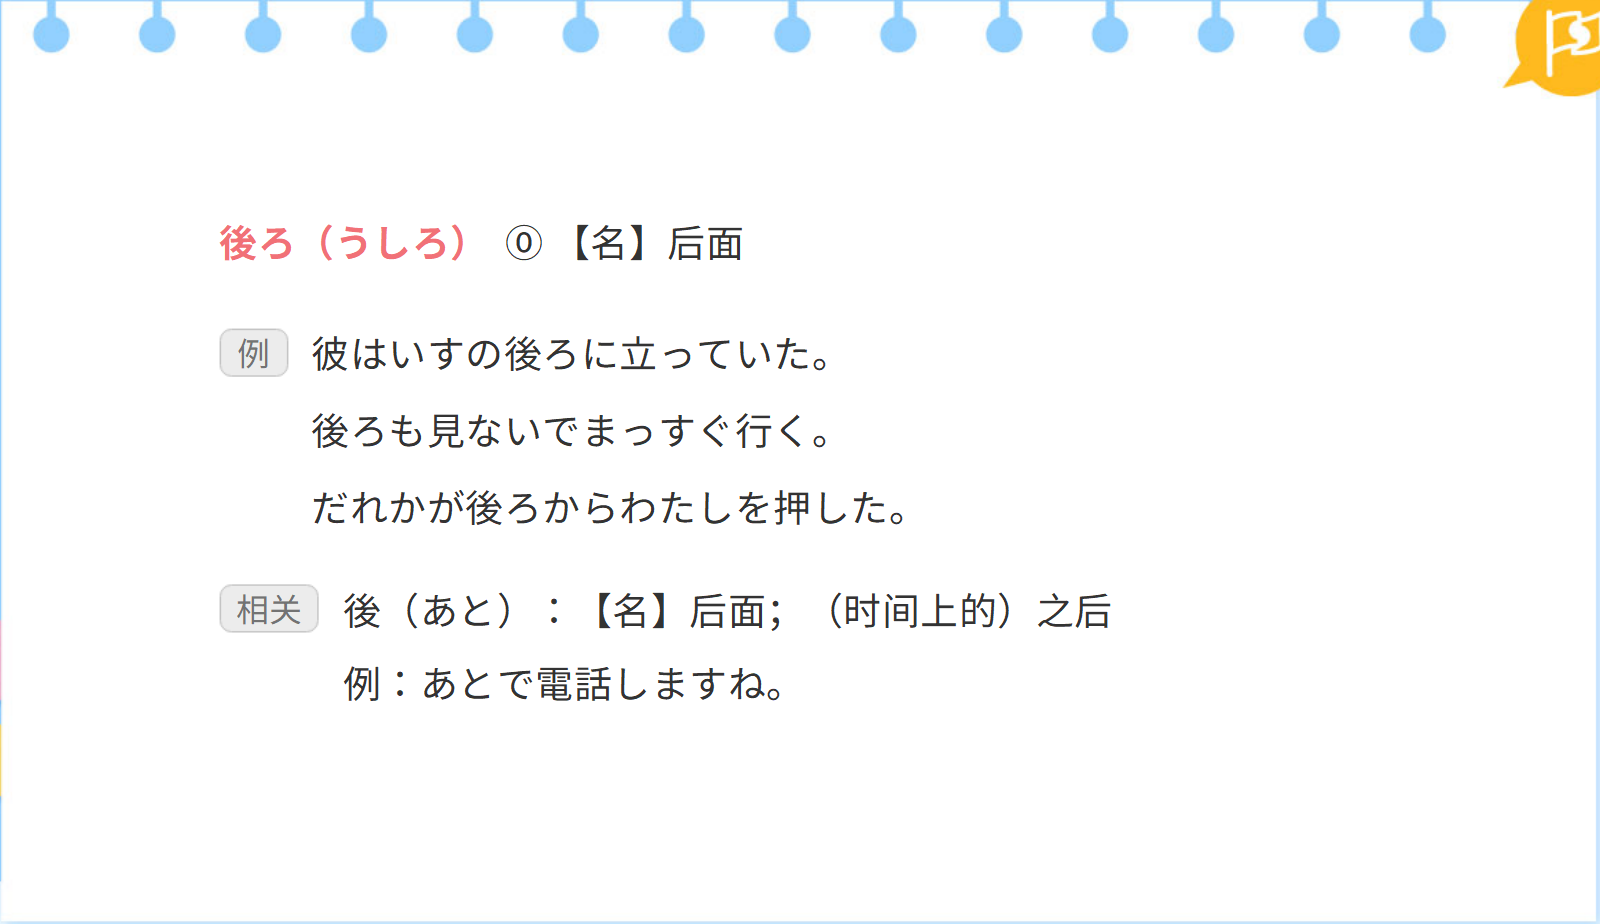 後ろ（うしろ） ⓪ 【名】后面
例 彼はいすの後ろに立っていた。
後ろも見ないでまっすぐ行く。
だれかが後ろからわたしを押した。
相关 後（あと）：【名】后面；（时间上的）之后
例：あとで電話しますね。